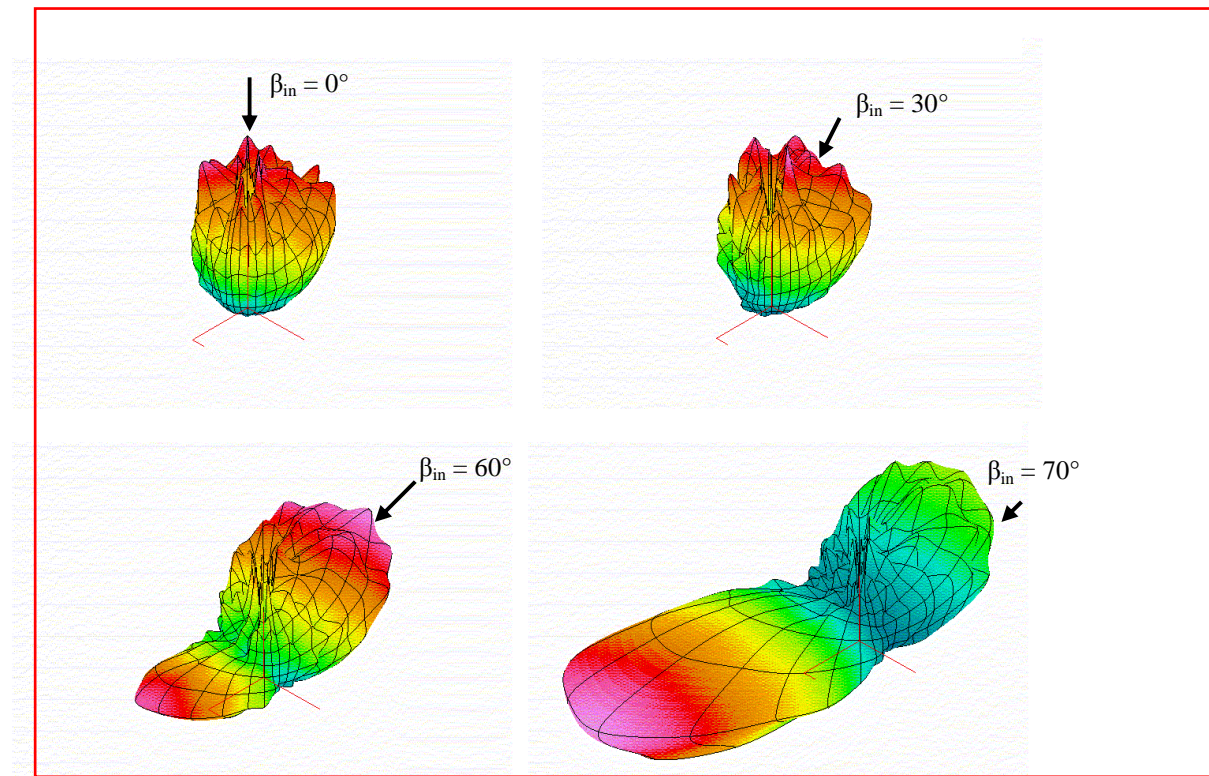 βin = 0°
βin = 30°
βin = 60°
βin = 70°